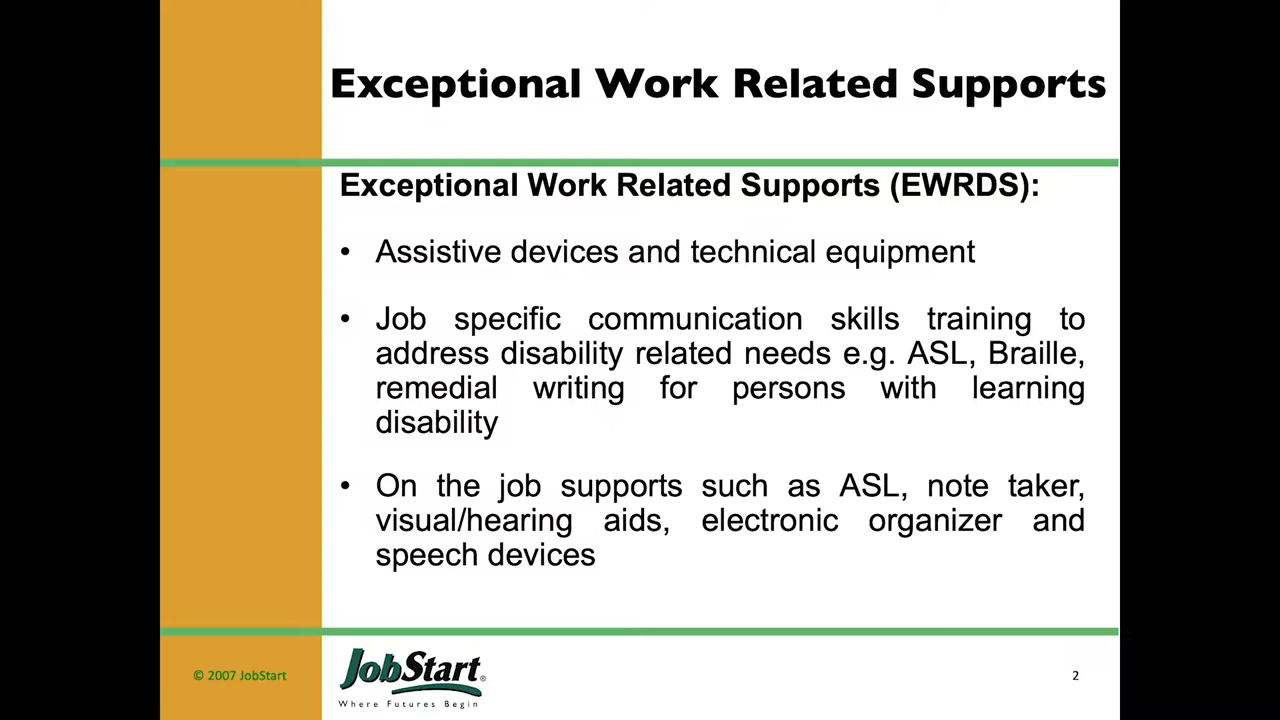 Exceptional Work Related Supports
Exceptional Work Related Supports (EWRDS):
• Assistive devices and technical equipment
• Job specific communication skills training to
address disability related needs e.g. ASL, Braille,
remedial writing for persons with learning
disability
• On the job supports such as ASL, note taker,
visual/hearing aids, electronic organizer and
speech devices
© 2007 JobStart
JobStart®
Where Futures Begin
2